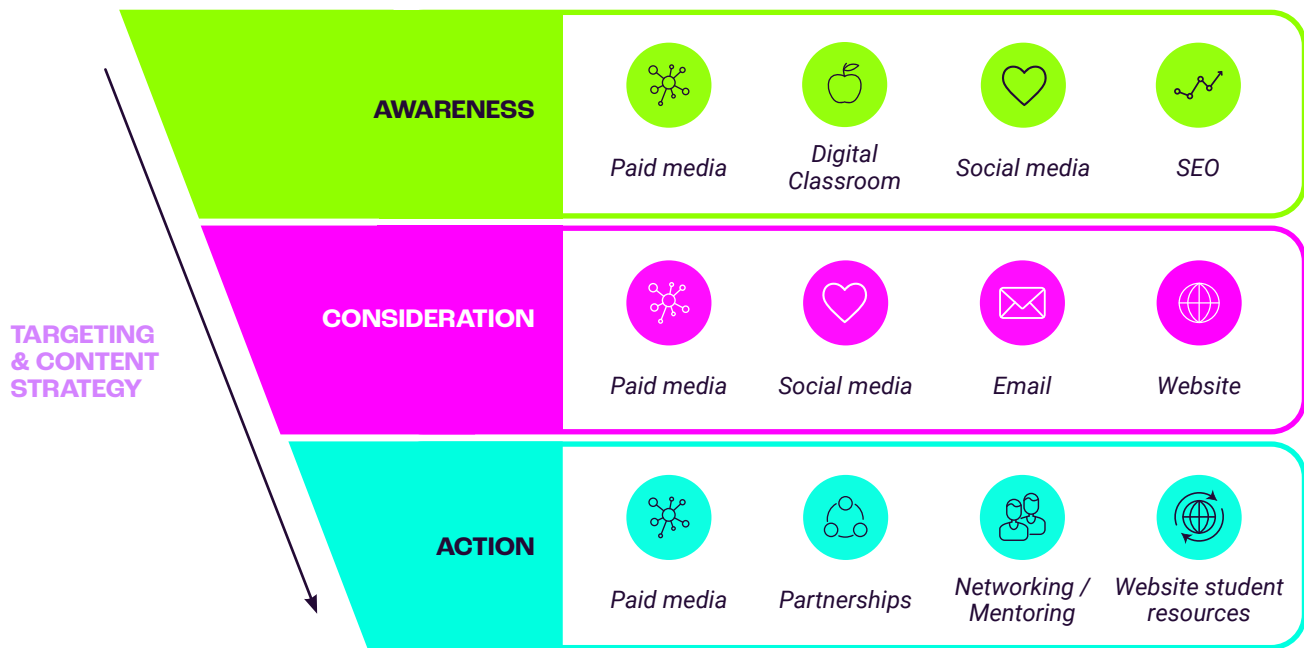 AWARENESS
Paid media
Digital
Classroom
Social media
SEO
TARGETING
& CONTENT
STRATEGY
CONSIDERATION
Paid media
Social media
Email
Website
ACTION
Paid media
Partnerships
Networking /
Mentoring
Website student
resources